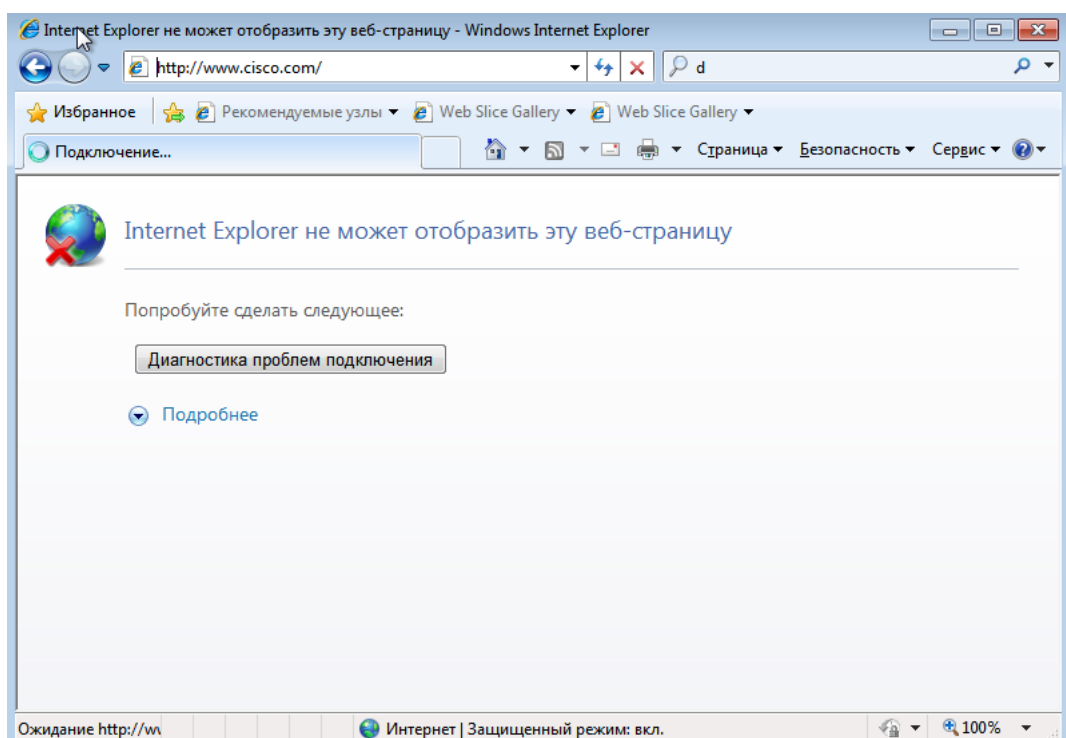 Internet Explorer не может отобразить эту веб-страницу - Windows Internet Explorer
http://www.cisco.com/ d
Избранное Рекомендуемые узлы Web Slice Gallery Web Slice Gallery
Подключение... Страница Безопасность Сервис
Internet Explorer не может отобразить эту веб-страницу
Попробуйте сделать следующее:
Диагностика проблем подключения
Подробнее
Ожидание http://w Интернет | Защищенный режим: вкл. 100%